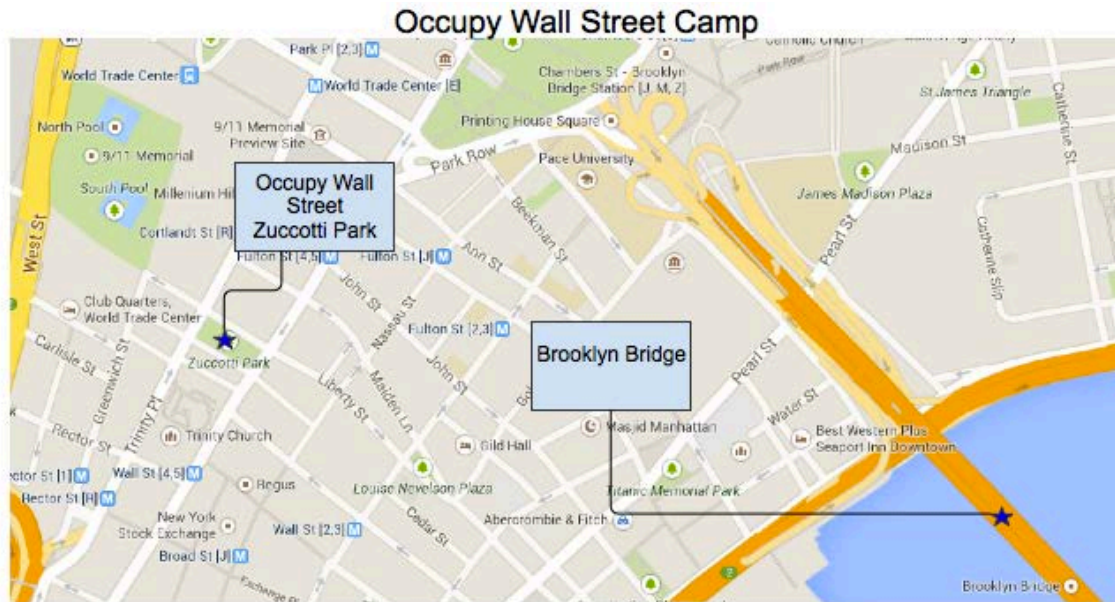 Occupy Wall Street Camp
Park Pl [2,3]
World Trade Center
World Trade Center [E]
Chambers St - Brooklyn
Bridge Station [J, M, Z]
Park Row
St James Triangle
Catherine St
North Pool
9/11 Memorial
Preview Site
Printing House Square
Madison St
9/11 Memorial
Park Row
Pace University
South Pool
Millenium Hil
Occupy Wall
Street
Zuccotti Park
James Madison Plaza
West St
Cortlandt St [R]
Beekman St
Pearl St
Catherine Slip
Fulton St [4,5]
Fulton St [J]
Ann St
John St
Club Quarters,
World Trade Center
Nassau St
Fulton St [2,3]
Brooklyn Bridge
Carlisle St
Zuccotti Park
Pearl St
Greenwich St
Trinity Pl
Liberty St
Maiden Ln
John St
Water St
Rector St
Trinity Church
Gild Hall
Masjid Manhattan
Best Western Plus
Seaport Inn Downtown
ector St [1]
Wall St [4,5]
Rector St [R]
Regus
Louise Nevelson Plaza
Titanic Memorial Park
New York
Stock Exchange
Wall St [2,3]
Cedar St
Abercrombie & Fitch
Broad St [J]
Exchange Pl
Brooklyn Bridge